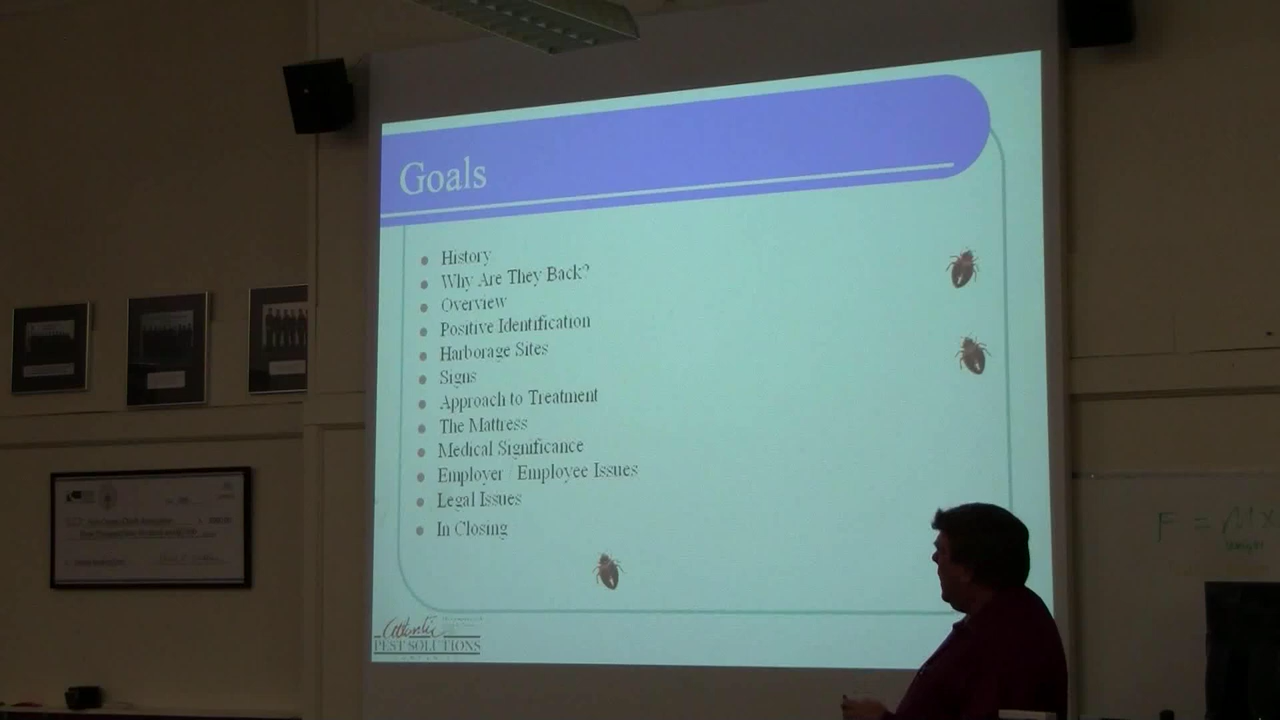 Goals
History
Why Are They Back?
Overview
Positive Identification
Harborage Sites
Signs
Approach to Treatment
The Mattress
Medical Significance
Employer / Employee Issues
Legal Issues
In Closing
Atlantic
PEST SOLUTIONS
F = M x